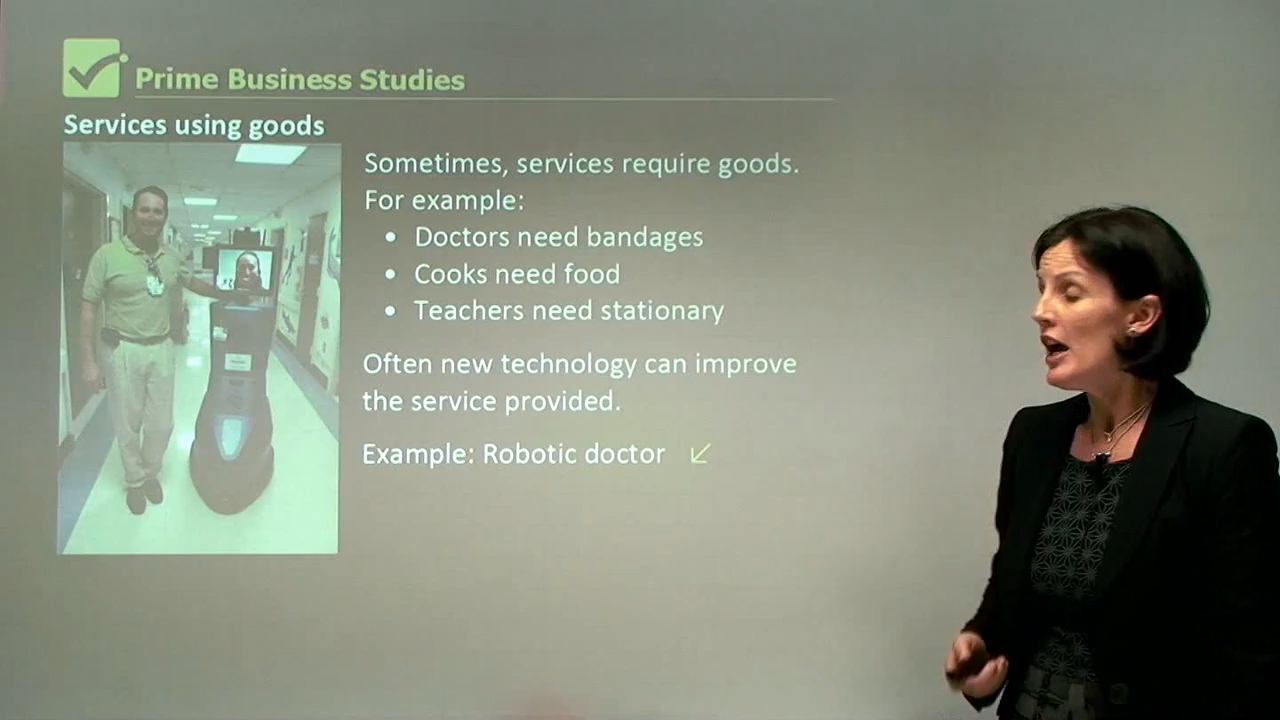 Prime Business Studies
Services using goods
Sometimes, services require goods.
For example:
• Doctors need bandages
• Cooks need food
• Teachers need stationary
Often new technology can improve
the service provided.
Example: Robotic doctor